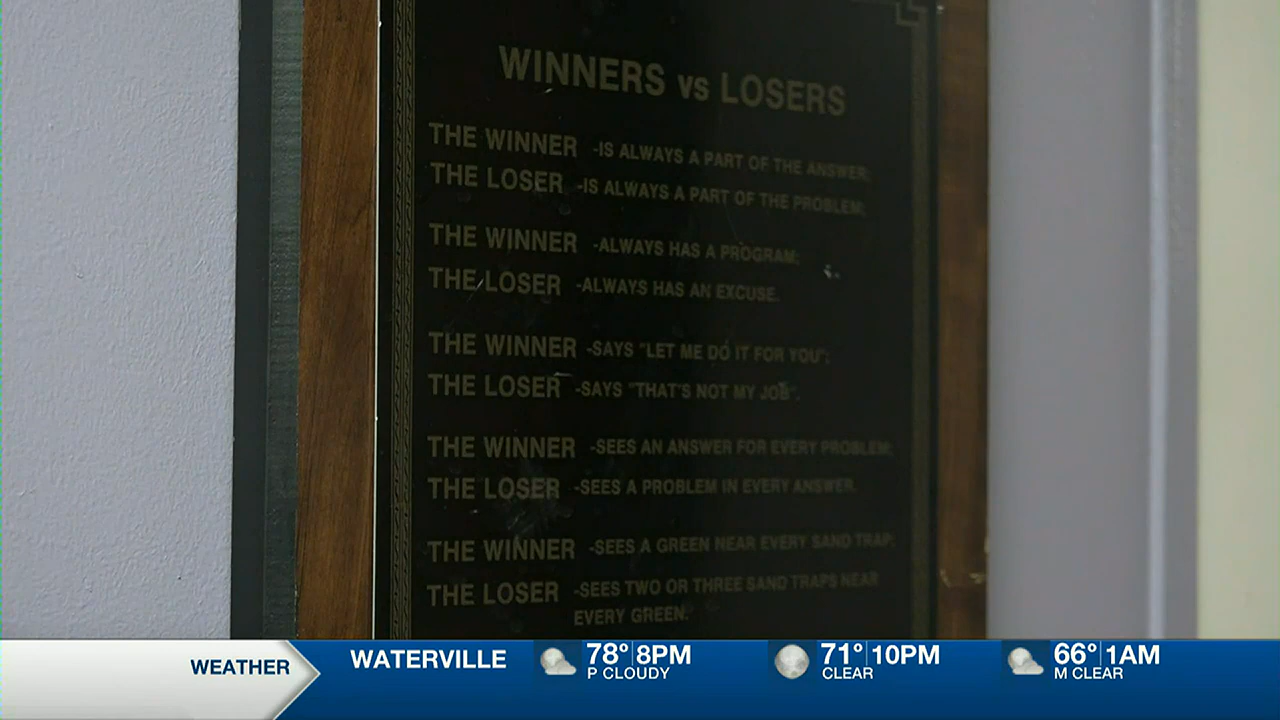 WINNERS vs LOSERS
THE WINNER -IS ALWAYS A PART OF THE ANSWER;
THE LOSER -IS ALWAYS A PART OF THE PROBLEM;
THE WINNER -ALWAYS HAS A PROGRAM;
THE LOSER -ALWAYS HAS AN EXCUSE.
THE WINNER -SAYS "LET ME DO IT FOR YOU";
THE LOSER -SAYS "THAT'S NOT MY JOB".
THE WINNER -SEES AN ANSWER FOR EVERY PROBLEM;
THE LOSER -SEES A PROBLEM IN EVERY ANSWER.
THE WINNER -SEES A GREEN NEAR EVERY SAND TRAP;
THE LOSER -SEES TWO OR THREE SAND TRAPS NEAR
EVERY GREEN.
WEATHER
WATERVILLE
78° 8PM
P CLOUDY
71° 10PM
CLEAR
66° 1AM
M CLEAR